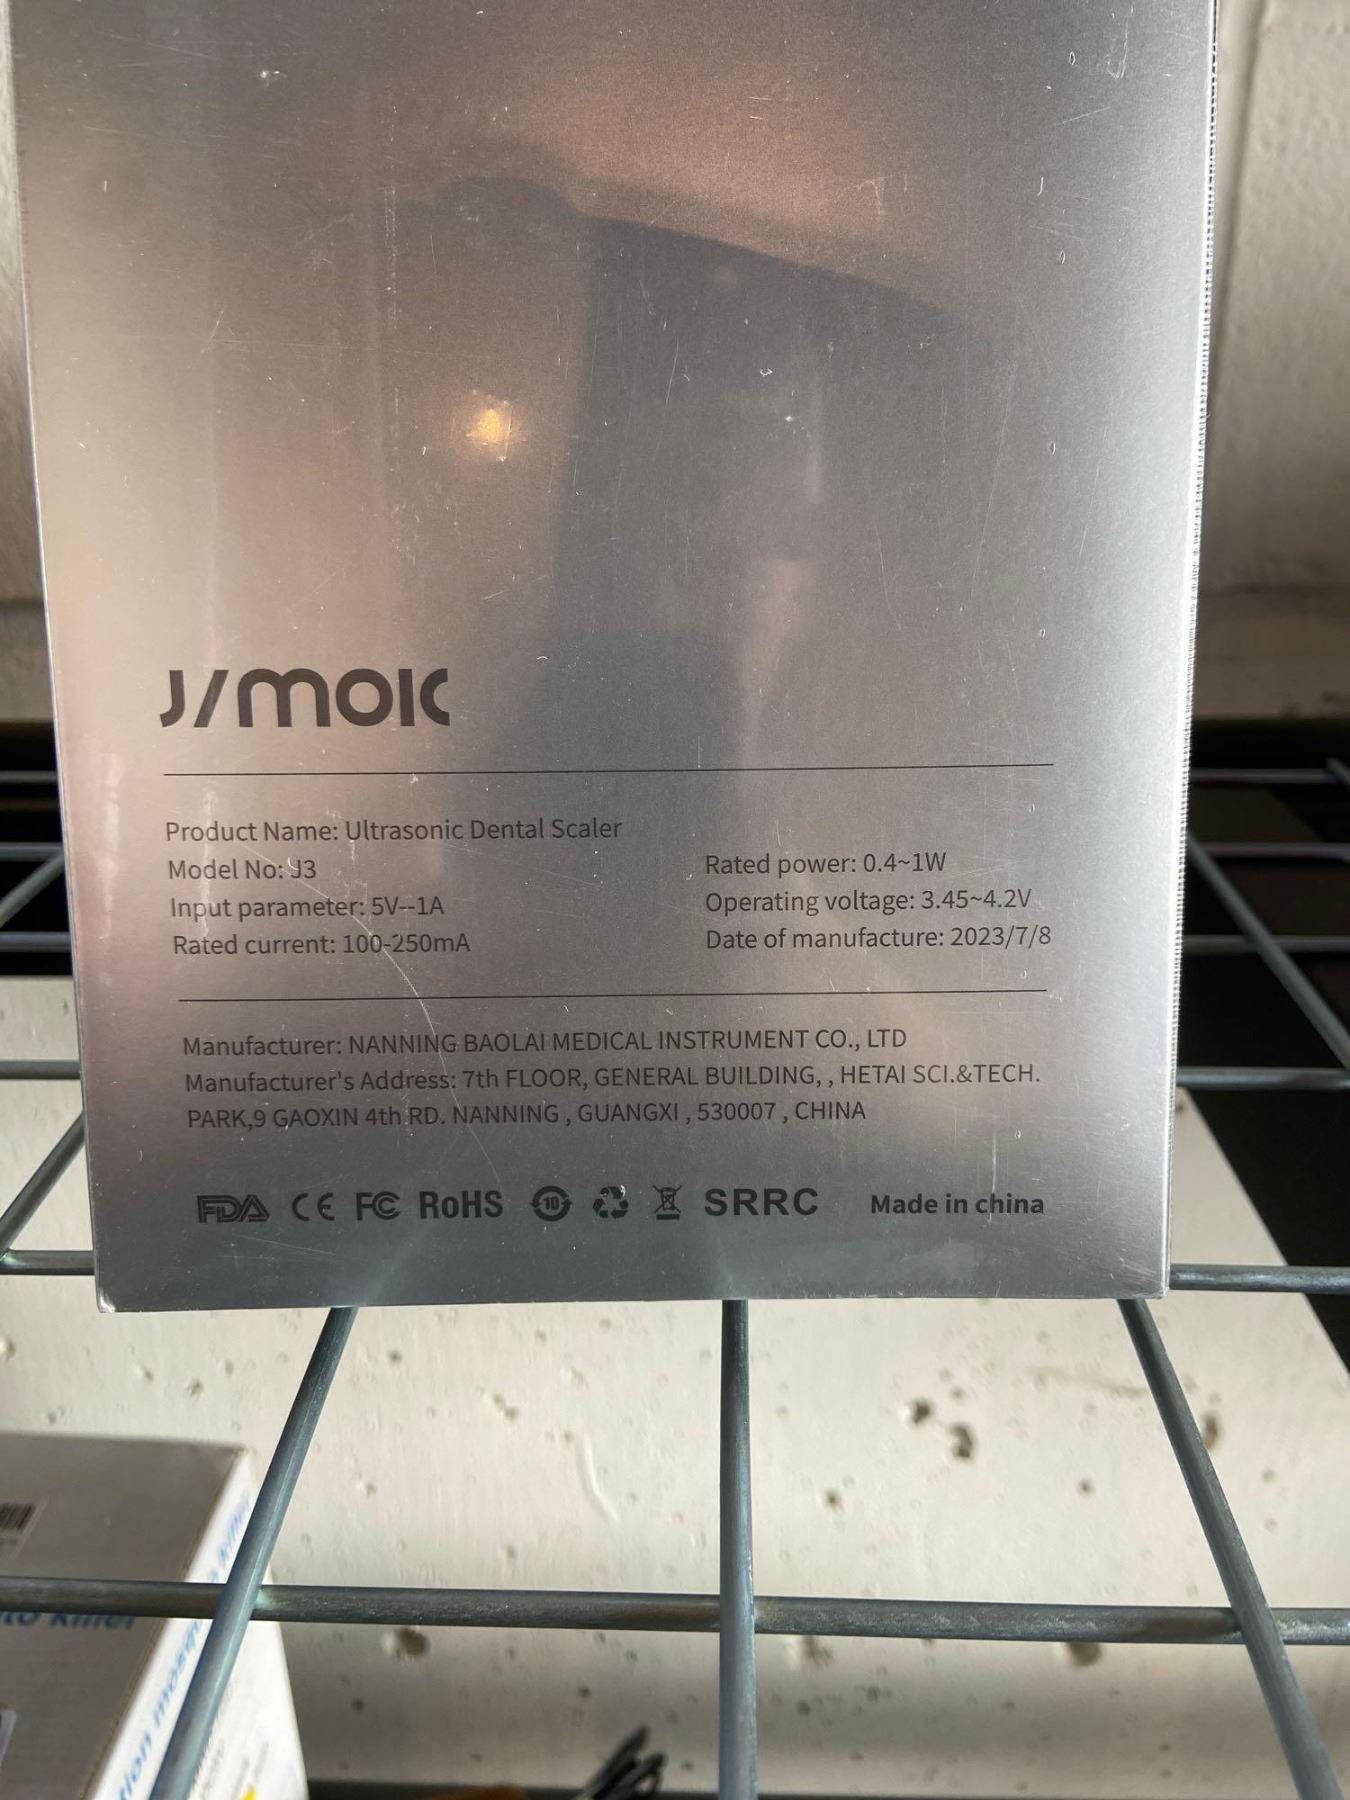 J/MOIC
Product Name: Ultrasonic Dental Scaler
Model No: J3
Input parameter: 5V--1A
Rated current: 100-250mA
Rated power: 0.4~1W
Operating voltage: 3.45~4.2V
Date of manufacture: 2023/7/8
Manufacturer: NANNING BAOLAI MEDICAL INSTRUMENT CO., LTD
Manufacturer's Address: 7th FLOOR, GENERAL BUILDING, , HETAI SCI.&TECH.
PARK,9 GAOXIN 4th RD. NANNING , GUANGXI , 530007 , CHINA
FDA CE FC RoHS 10 SRRC Made in china
killer